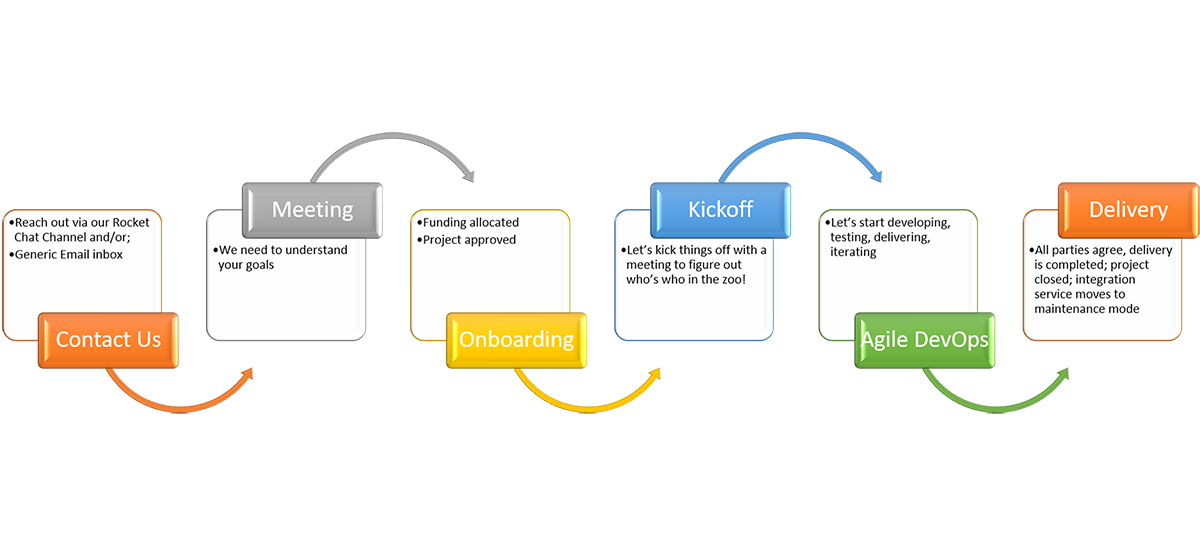 •Reach out via our Rocket
Chat Channel and/or;
•Generic Email inbox
Contact Us
Meeting
•We need to understand
your goals
•Funding allocated
•Project approved
Onboarding
Kickoff
•Let's kick things off with a
meeting to figure out
who's who in the zoo!
•Let's start developing,
testing, delivering,
iterating
Agile DevOps
Delivery
•All parties agree, delivery
is completed; project
closed; integration
service moves to
maintenance mode